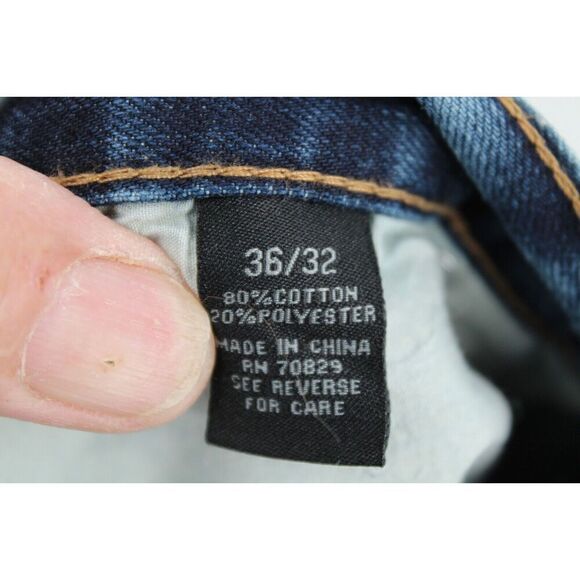 36/32
80%COTTON
20%POLYESTER
MADE IN CHINA
RN 70829
SEE REVERSE
FOR CARE